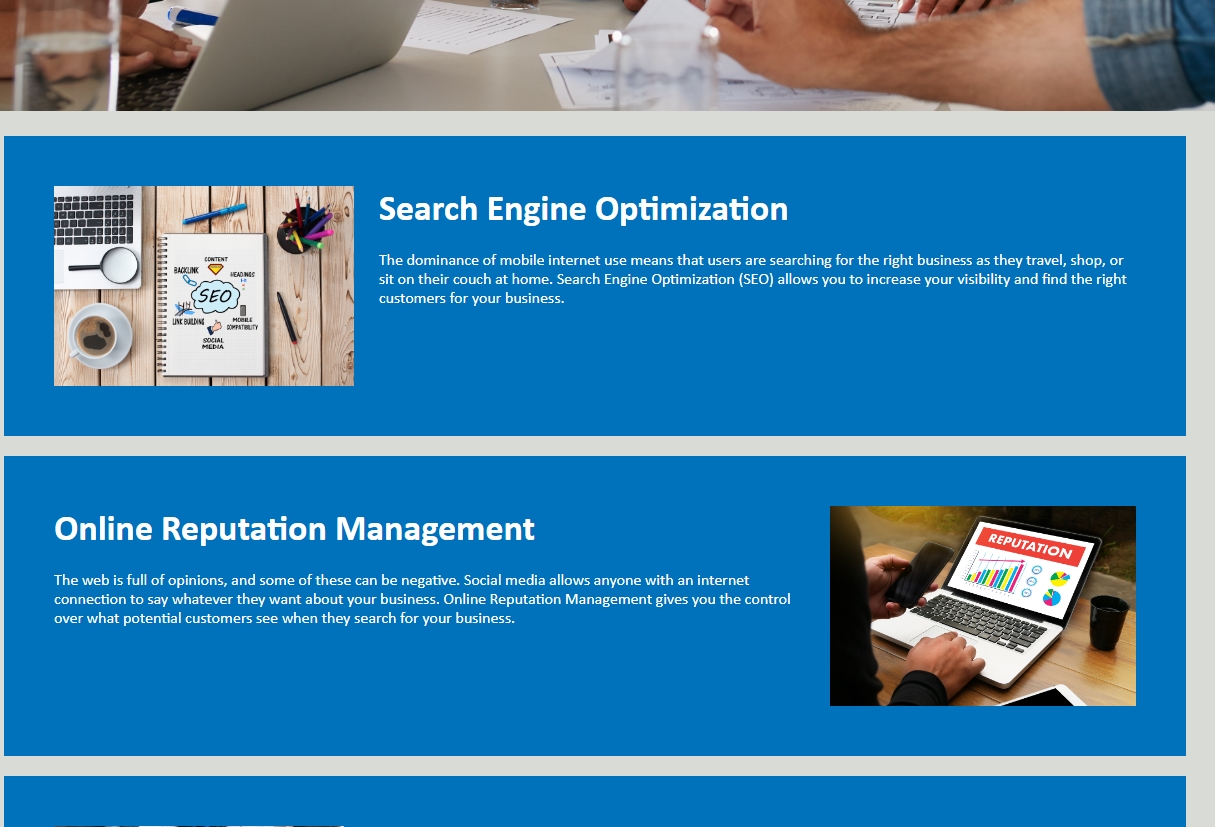 Search Engine Optimization
The dominance of mobile internet use means that users are searching for the right business as they travel, shop, or
sit on their couch at home. Search Engine Optimization (SEO) allows you to increase your visibility and find the right
customers for your business.
CONTENT
BACKLINK
HEADINGS
SEO
LINK BUILDING
MOBILE
COMPATIBILITY
SOCIAL
MEDIA
Online Reputation Management
The web is full of opinions, and some of these can be negative. Social media allows anyone with an internet
connection to say whatever they want about your business. Online Reputation Management gives you the control
over what potential customers see when they search for your business.
REPUTATION